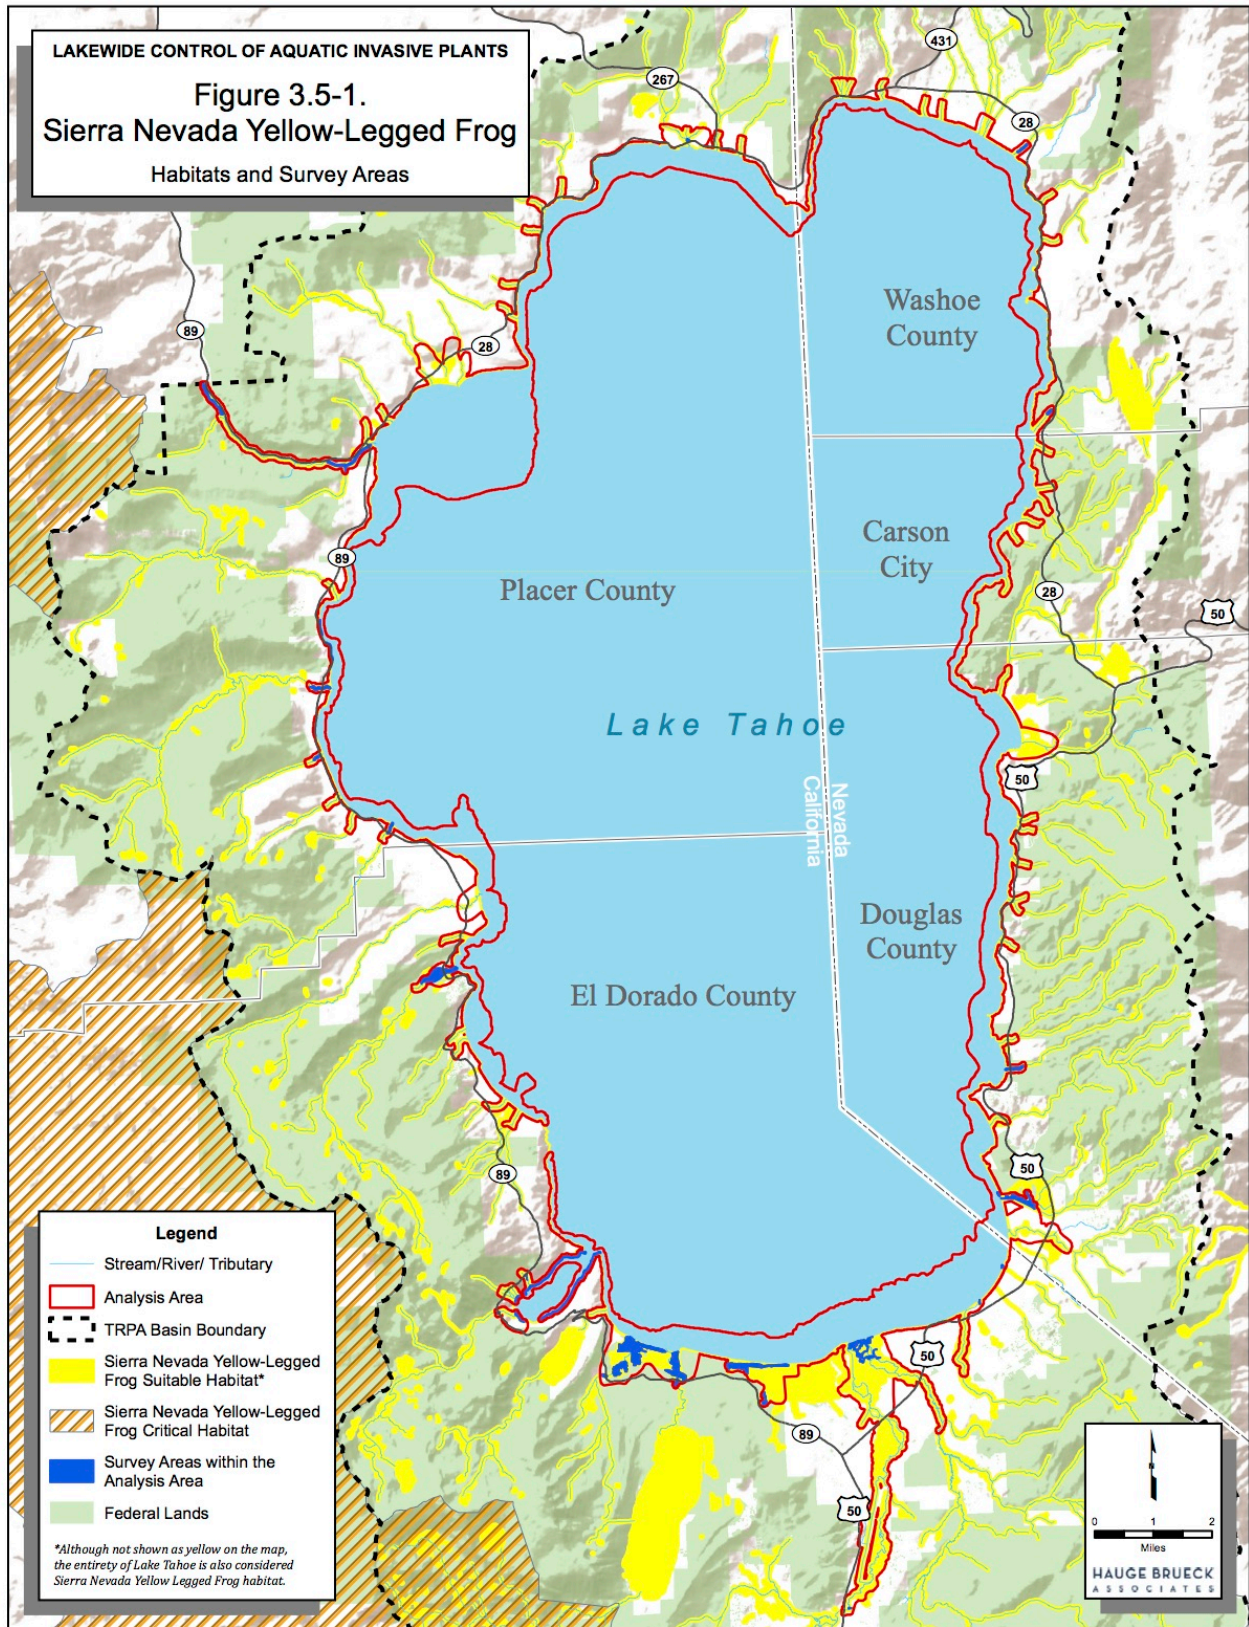 LAKEWIDE CONTROL OF AQUATIC INVASIVE PLANTS
Figure 3.5-1.
Sierra Nevada Yellow-Legged Frog
Habitats and Survey Areas
431
267
28
89
28
Washoe
County
Carson
City
89
Placer County
28
50
Lake Tahoe
50
Nevada
California
Douglas
County
El Dorado County
89
50
Legend
Stream/River/ Tributary
Analysis Area
TRPA Basin Boundary
Sierra Nevada Yellow-Legged
Frog Suitable Habitat*
Sierra Nevada Yellow-Legged
Frog Critical Habitat
Survey Areas within the
Analysis Area
Federal Lands
*Although not shown as yellow on the map,
the entirety of Lake Tahoe is also considered
Sierra Nevada Yellow Legged Frog habitat.
50
89
50
N
0 1 2
Miles
HAUGE BRUECK
ASSOCIATES